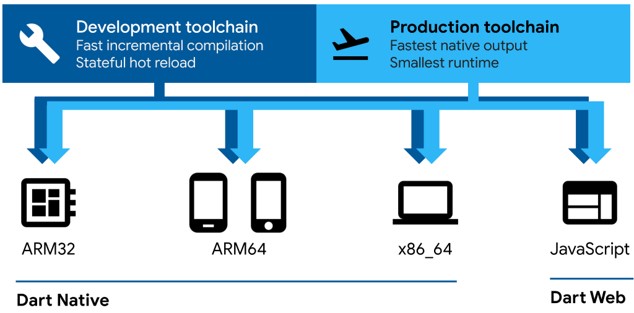 Development toolchain
Fast incremental compilation
Stateful hot reload
Production toolchain
Fastest native output
Smallest runtime
ARM32
ARM64
x86_64
JavaScript
Dart Native
Dart Web